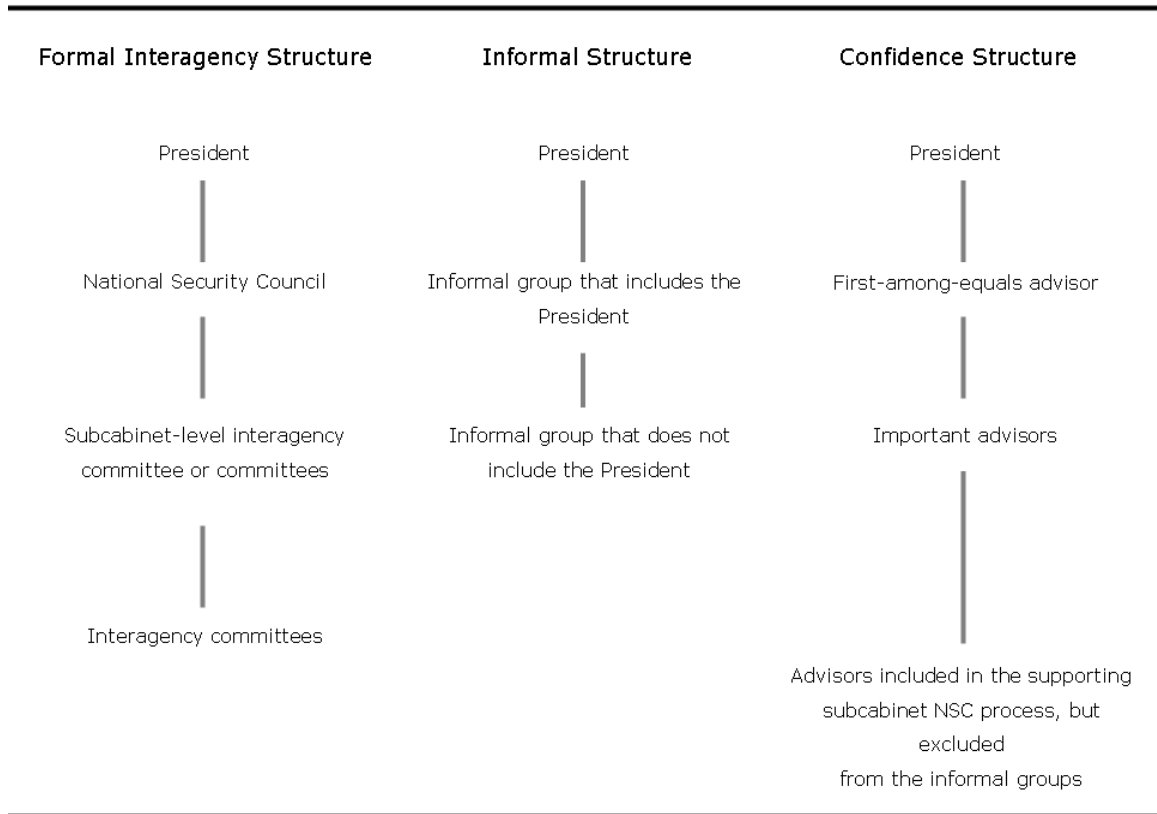 Formal Interagency Structure
President
National Security Council
Subcabinet-level interagency
committee or committees
Interagency committees
Informal Structure
President
Informal group that includes the
President
Informal group that does not
include the President
Confidence Structure
President
First-among-equals advisor
Important advisors
Advisors included in the supporting
subcabinet NSC process, but
excluded
from the informal groups